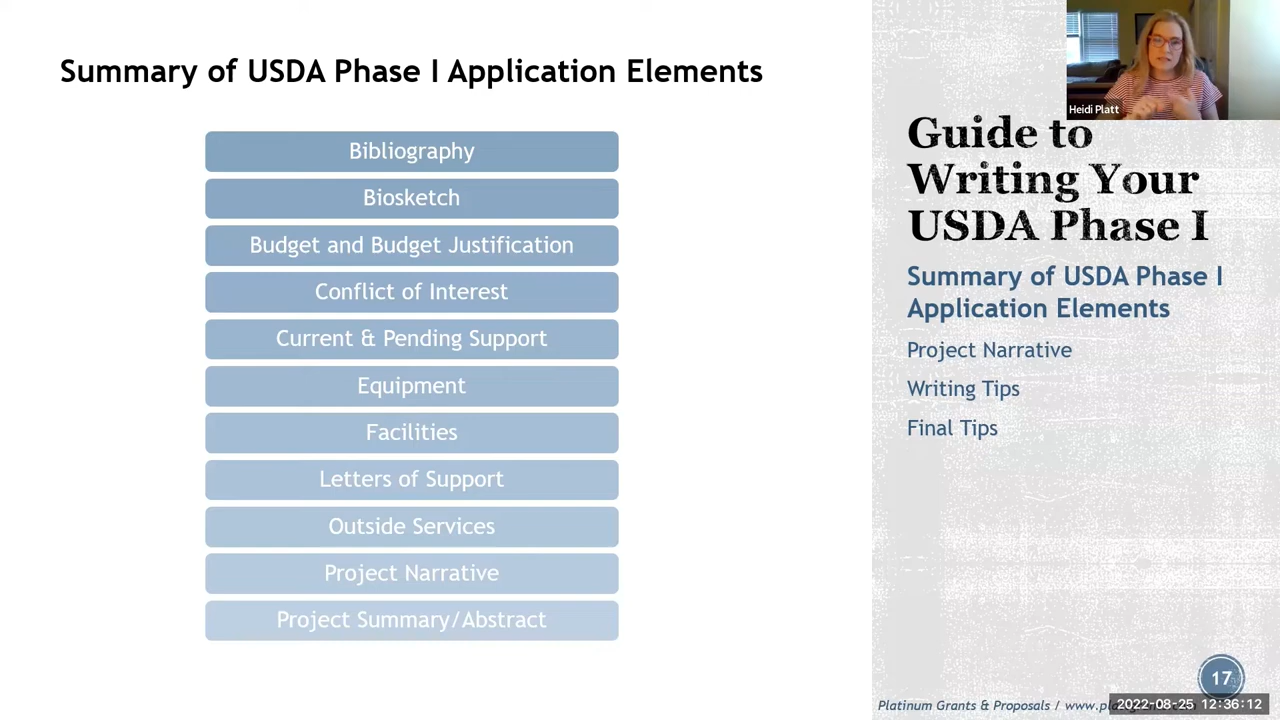 Summary of USDA Phase I Application Elements
Bibliography
Biosketch
Budget and Budget Justification
Conflict of Interest
Current & Pending Support
Equipment
Facilities
Letters of Support
Outside Services
Project Narrative
Project Summary/Abstract
Heidi Platt
Guide to
Writing Your
USDA Phase I
Summary of USDA Phase I
Application Elements
Project Narrative
Writing Tips
Final Tips
17
Platinum Grants & Proposals /
2022-08-25 12:36:12